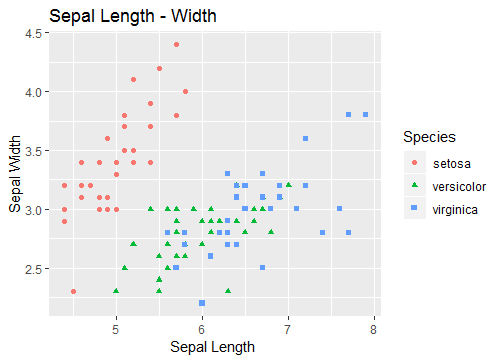 Sepal Length - Width
4.5
4.0
3.5
3.0
2.5
Sepal Width
5
6
7
8
Sepal Length
Species
setosa
versicolor
virginica